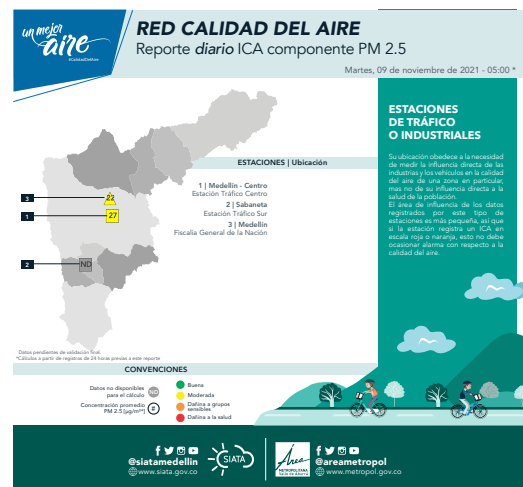 un mejor
aire
#CalidadDelAire
RED CALIDAD DEL AIRE
Reporte diario ICA componente PM 2.5
Martes, 09 de noviembre de 2021 - 05:00 *
ESTACIONES | Ubicación
1 | Medellín - Centro
Estación Tráfico Centro
2 | Sabaneta
Estación Tráfico Sur
3 | Medellín
Fiscalía General de la Nación
3
22
1
27
2
ND
ESTACIONES
DE TRÁFICO
O INDUSTRIALES
Su ubicación obedece a la necesidad
de medir la influencia directa de las
industrias y los vehículos en la calidad
del aire de una zona en particular,
mas no de su influencia directa a la
salud de la población.
El área de influencia de los datos
registrados por este tipo de
estaciones es más pequeña, así que
si la estación registra un ICA en
escala roja o naranja, esto no debe
ocasionar alarma con respecto a la
calidad del aire.
Datos pendientes de validación final.
*Cálculos a partir de registros de 24 horas previas a este reporte
CONVENCIONES
Datos no disponibles
para el cálculo
ND
Concentración promedio
PM 2.5 [µg/m³]
#
Buena
Moderada
Dañina a grupos
sensibles
Dañina a la salud
@siatamedellin
www.siata.gov.co
SIATA
Área
METROPOLITANA
Valle de Aburrá
@areametropol
www.metropol.gov.co